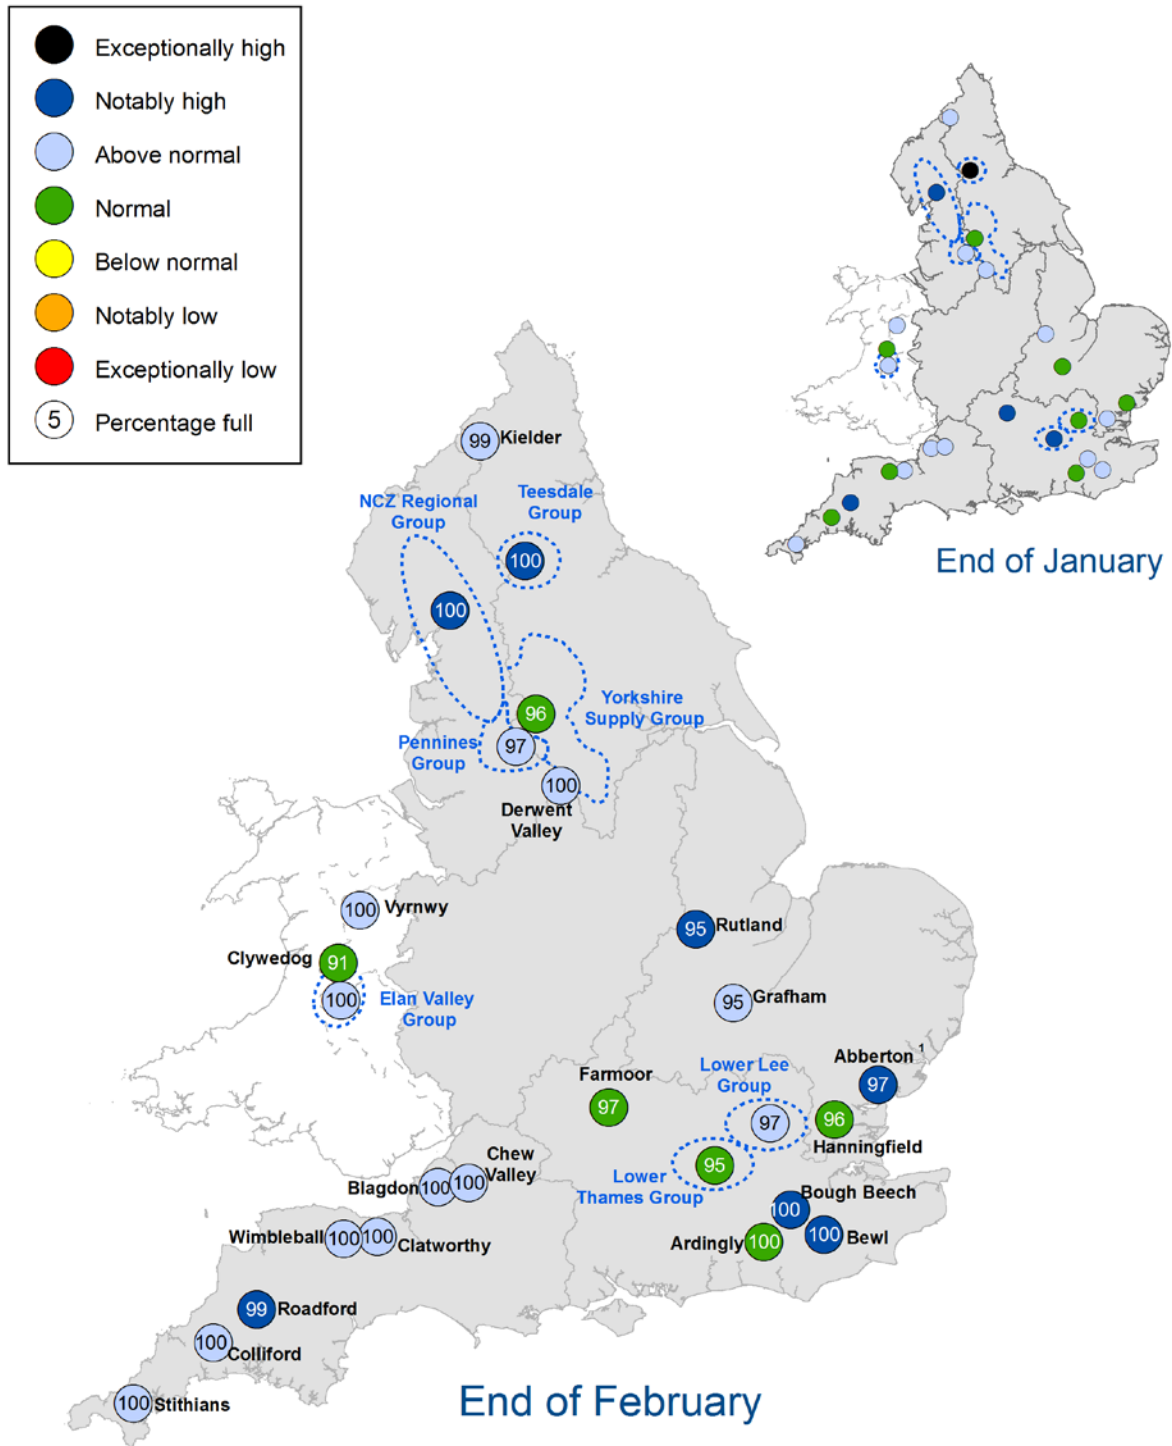 Exceptionally high
Notably high
Above normal
Normal
Below normal
Notably low
Exceptionally low
5 Percentage full
End of January
99 Kielder
NCZ Regional
Group
Teesdale
Group
100
100
96
Yorkshire
Supply Group
Pennines
Group
97
100
Derwent
Valley
100 Vyrnwy
Clywedog 91
100 Elan Valley
Group
95 Rutland
95 Grafham
Abberton 1
97
Farmoor
97
Lower Lee
Group
97
96
Hanningfield
95
Lower
Thames Group
Chew
Valley
Blagdon 100 100
Bough Beech
100
100 Bewl
Ardingly 100
Wimbleball 100 100
Clatworthy
99 Roadford
100
Colliford
100 Stithians
End of February